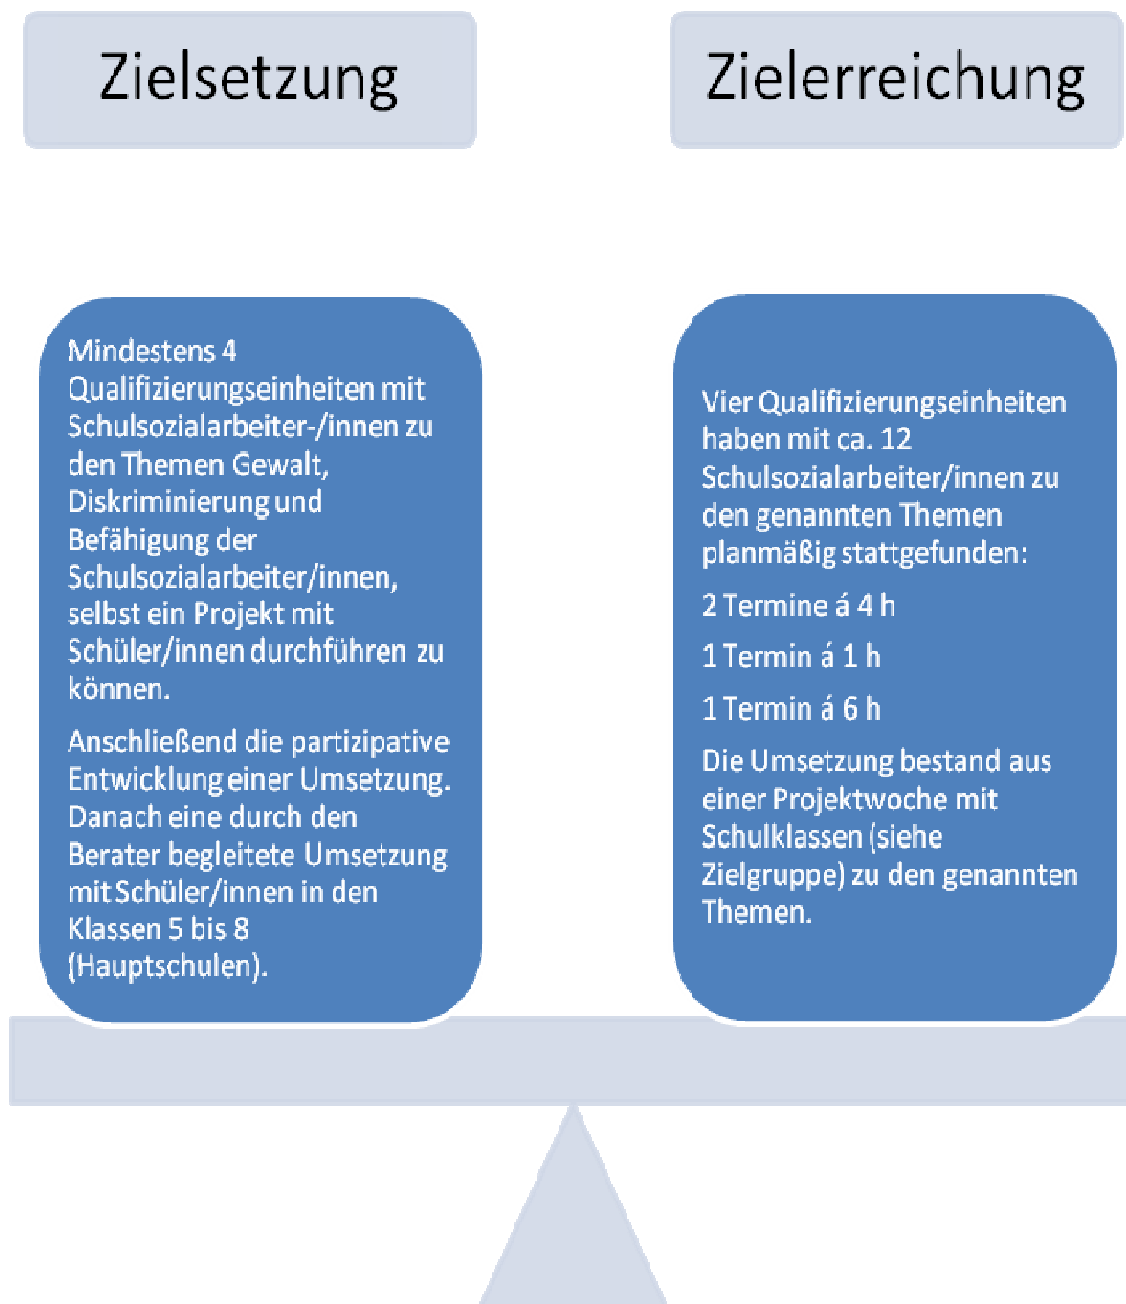 Zielsetzung
Zielerreichung
Mindestens 4
Qualifizierungseinheiten mit
Schulsozialarbeiter-/innen zu
den Themen Gewalt,
Diskriminierung und
Befähigung der
Schulsozialarbeiter/innen,
selbst ein Projekt mit
Schüler/innen durchführen zu
können.
Anschließend die partizipative
Entwicklung einer Umsetzung.
Danach eine durch den
Berater begleitete Umsetzung
mit Schüler/innen in den
Klassen 5 bis 8
(Hauptschulen).
Vier Qualifizierungseinheiten
haben mit ca. 12
Schulsozialarbeiter/innen zu
den genannten Themen
planmäßig stattgefunden:
2 Termine á 4 h
1 Termin á 1 h
1 Termin á 6 h
Die Umsetzung bestand aus
einer Projektwoche mit
Schulklassen (siehe
Zielgruppe) zu den genannten
Themen.